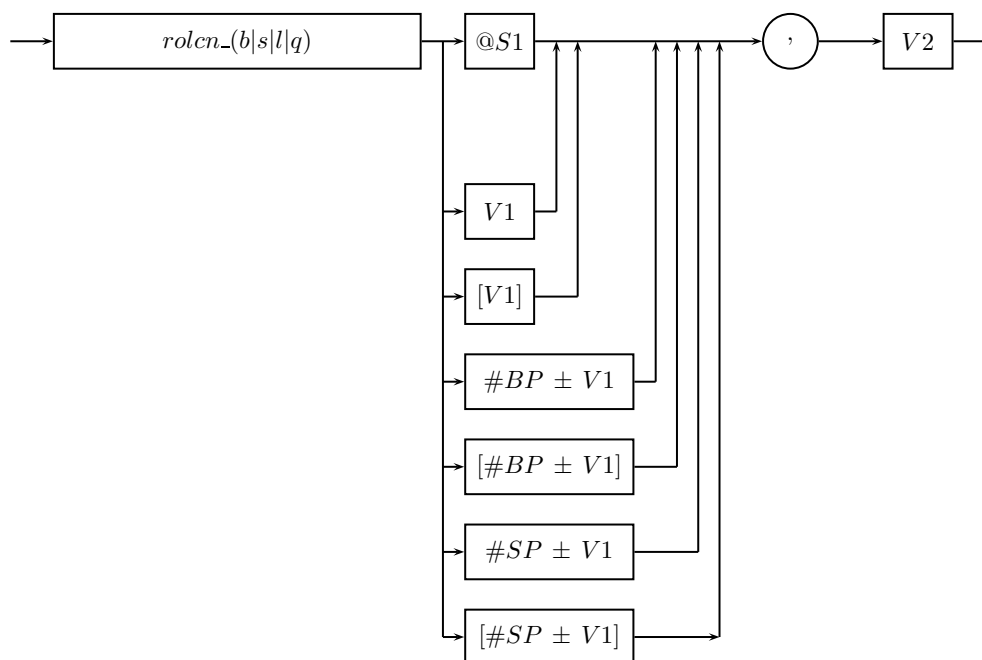 rolcn_(b|s|l|q) @S1 , V2
V1
[V1]
#BP ± V1
[#BP ± V1]
#SP ± V1
[#SP ± V1]